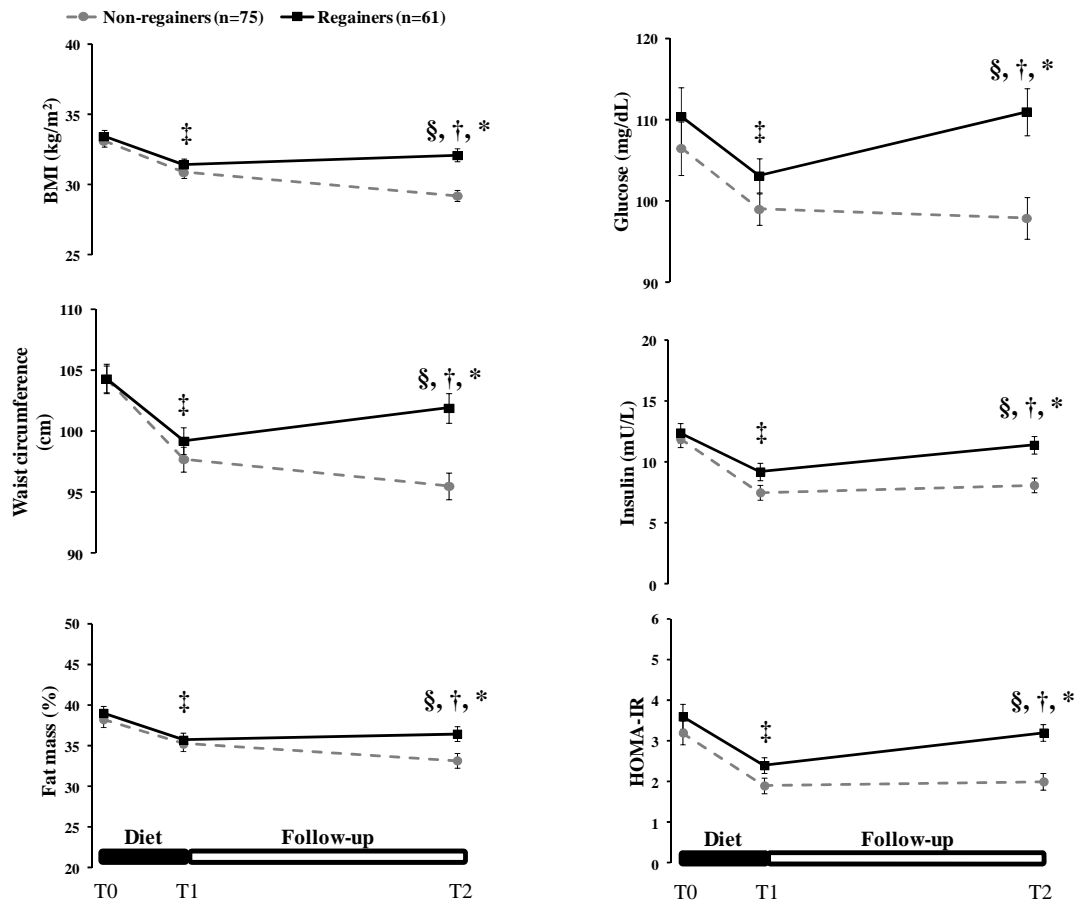 Non-regainers (n=75) Regainers (n=61)
BMI (kg/m²)
40
35
30
25
‡
§, †, *
Glucose (mg/dL)
120
110
100
90
‡
§, †, *
Waist circumference
(cm)
110
105
100
95
90
‡
§, †, *
Insulin (mU/L)
20
15
10
5
0
‡
§, †, *
Fat mass (%)
50
45
40
35
30
25
20
‡
§, †, *
Diet Follow-up
T0 T1 T2
HOMA-IR
6
5
4
3
2
1
0
‡
§, †, *
Diet Follow-up
T0 T1 T2